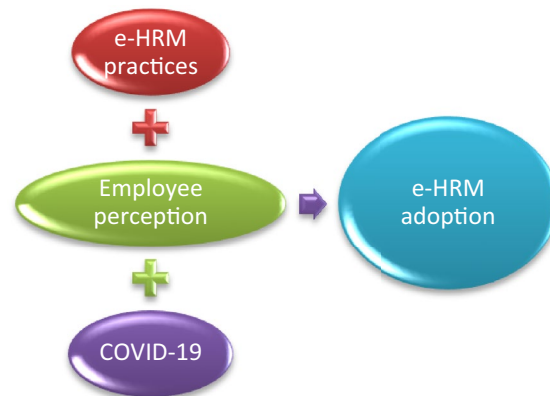 e-HRM
practices
Employee
perception
COVID-19
e-HRM
adoption